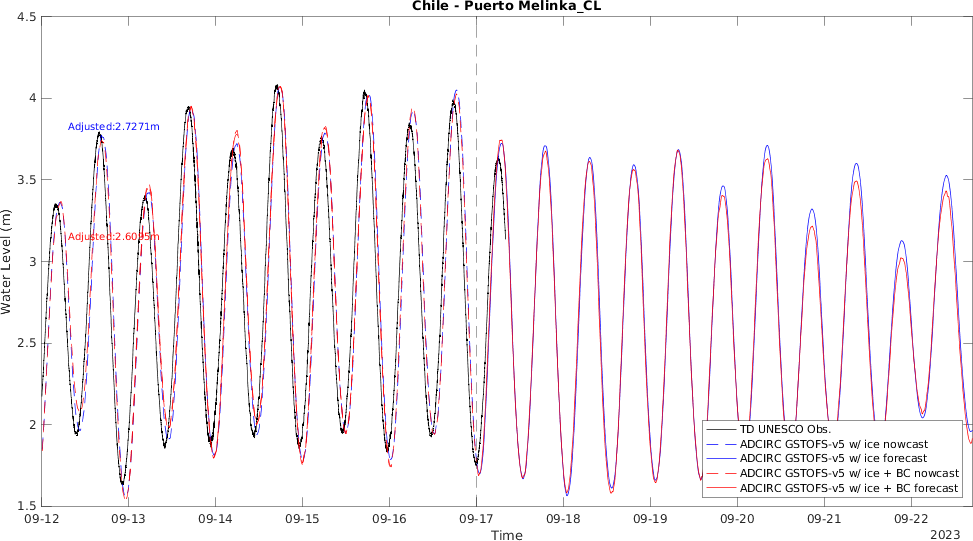 Chile - Puerto Melinka_CL
4.5
4
3.5
3
2.5
2
1.5
Water Level (m)
Adjusted:2.7271m
Adjusted:2.6095m
TD UNESCO Obs.
ADCIRC GSTOFS-v5 w/ ice nowcast
ADCIRC GSTOFS-v5 w/ ice forecast
ADCIRC GSTOFS-v5 w/ ice + BC nowcast
ADCIRC GSTOFS-v5 w/ ice + BC forecast
09-12 09-13 09-14 09-15 09-16 09-17 09-18 09-19 09-20 09-21 09-22
Time
2023